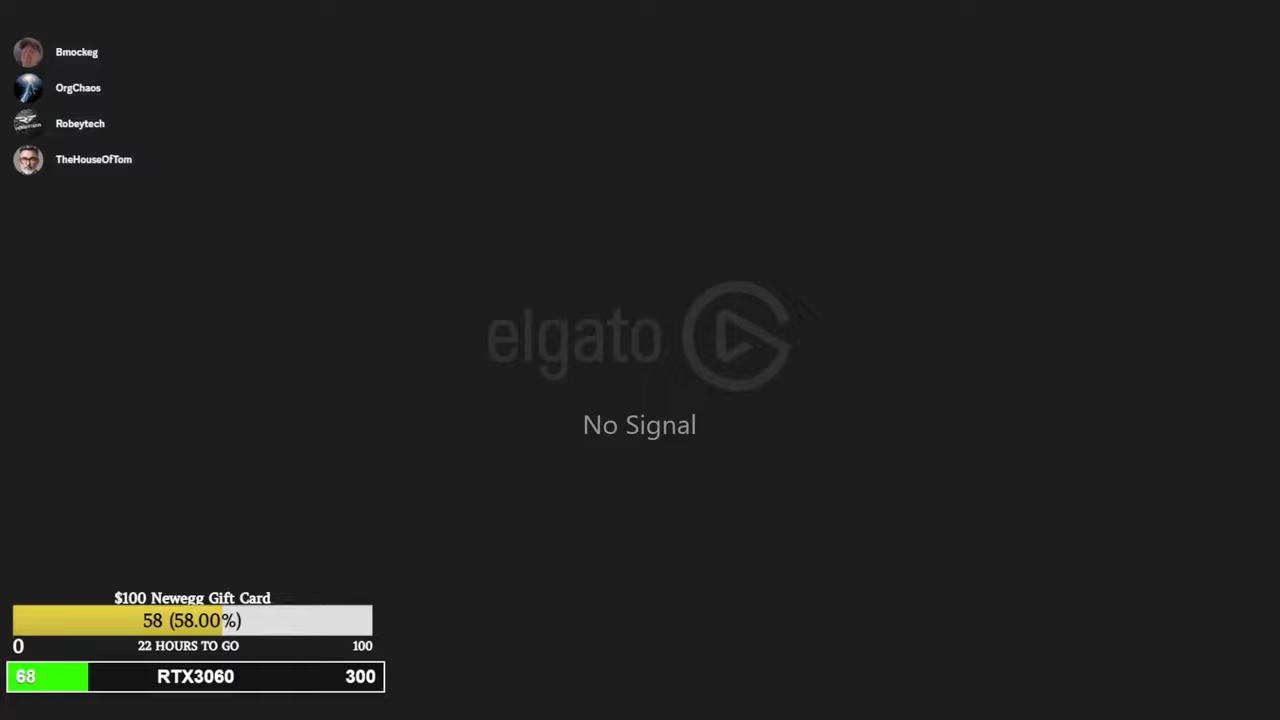 Bmockeg
OrgChaos
Robeytech
TheHouseOfTom
elgato
No Signal
$100 Newegg Gift Card
58 (58.00%)
0 22 HOURS TO GO 100
68 RTX3060 300